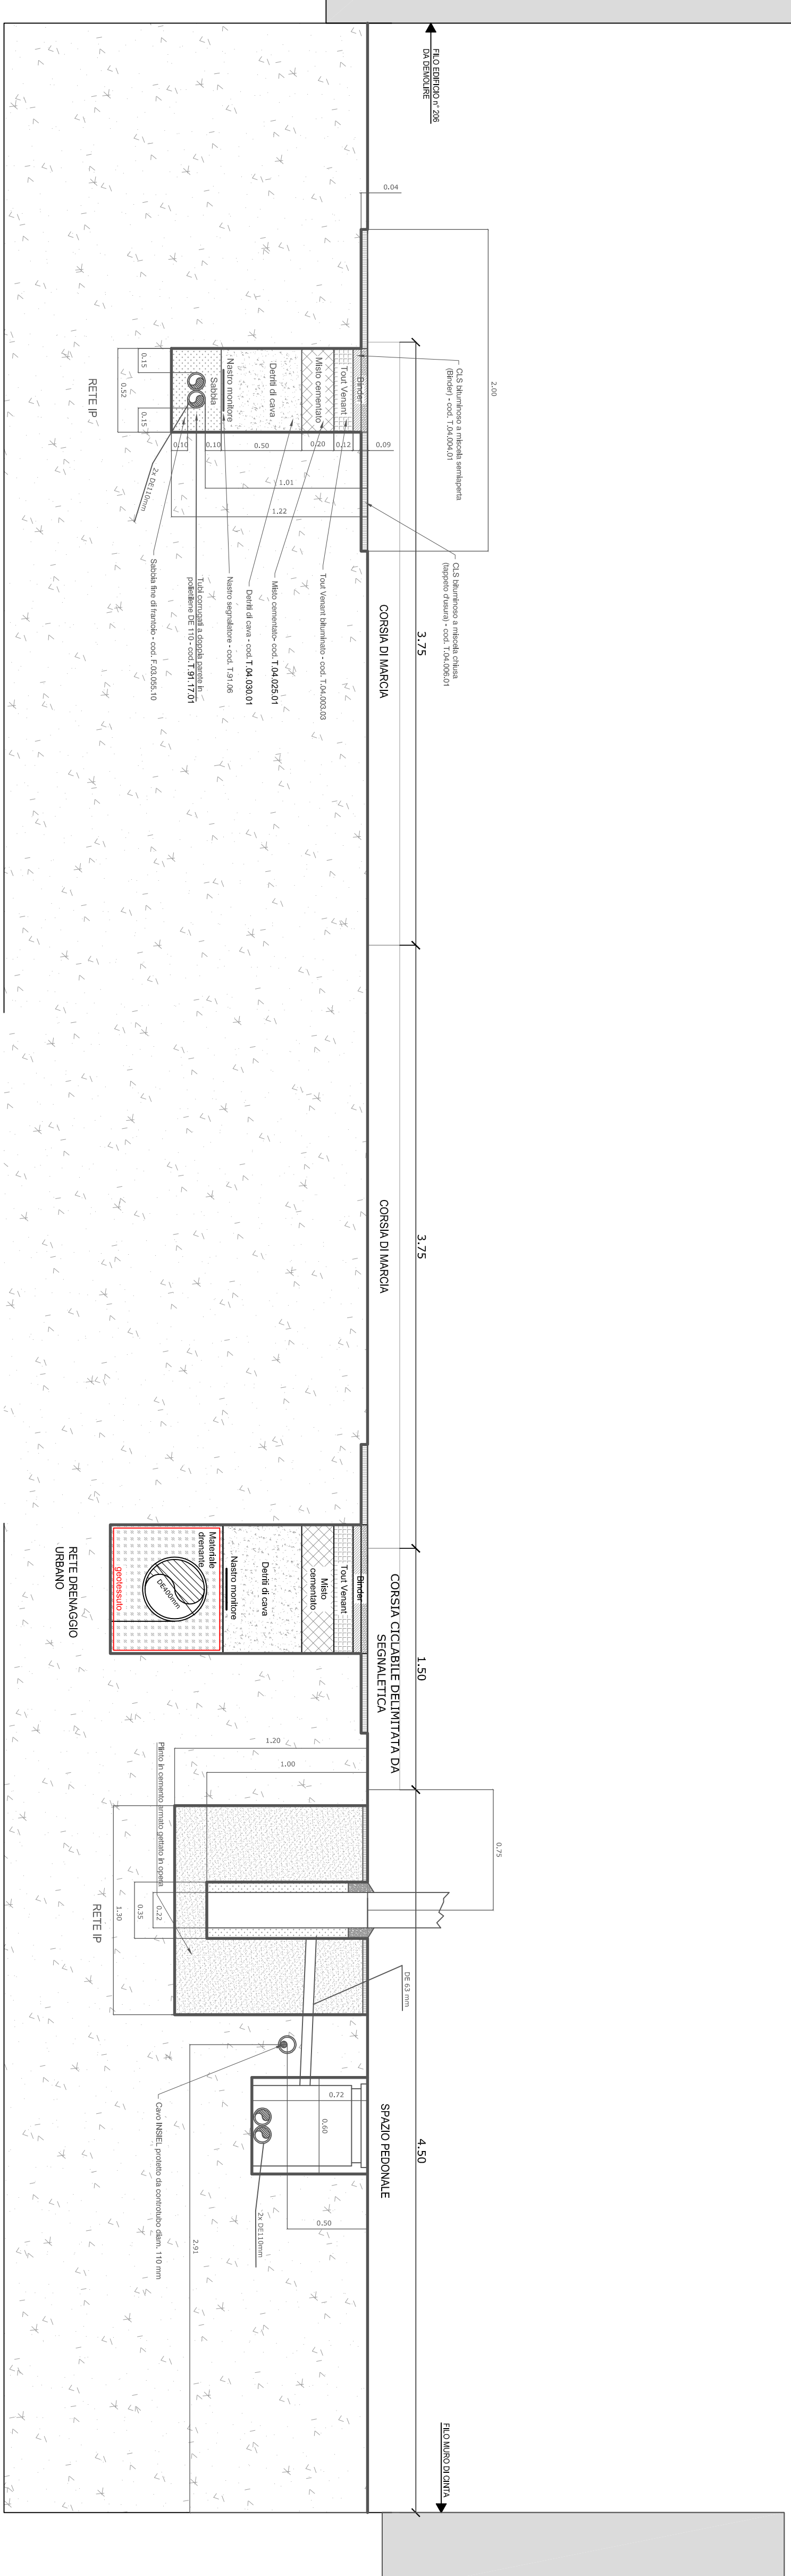 FILO EDIFICIO n° 206
DA DEMOLIRE
0.04
2.00
CLS bituminoso a miscela semiaperta
(Binder) - cod. T.04.004.01
CLS bituminoso a miscela chiusa
(tappeto d'usura) - cod. T.04.006.01
Binder
Tout Venant
Misto cementato
Detriti di cava
Nastro monitore
Sabbia
0.15
0.52
0.15
RETE IP
0.10
0.10
0.50
0.20
0.12
0.09
1.01
1.22
2x DE110mm
Tout Venant bituminato - cod. T.04.003.03
Misto cementato- cod. T.04.025.01
Detriti di cava - cod. T.04.030.01
Nastro segnalatore - cod. T.91.06
Tubi corrugati a doppia parete in
polietilene DE 110 - cod. T.91.17.01
Sabbia fine di frantoio - cod. F.03.055.10
3.75
CORSIA DI MARCIA
3.75
CORSIA DI MARCIA
1.50
CORSIA CICLABILE DELIMITATA DA
SEGNALETICA
Binder
Tout Venant
Misto
cementato
Detriti di cava
Nastro monitore
Materiale
drenante
DE400mm
geotessuto
RETE DRENAGGIO
URBANO
1.20
1.00
0.75
Plinto in cemento armato gettato in opera
0.22
0.35
1.30
RETE IP
DE 63 mm
4.50
SPAZIO PEDONALE
0.72
0.60
0.50
2x DE110mm
2.91
Cavo INSIEL protetto da controtubo diam. 110 mm
FILO MURO DI CINTA